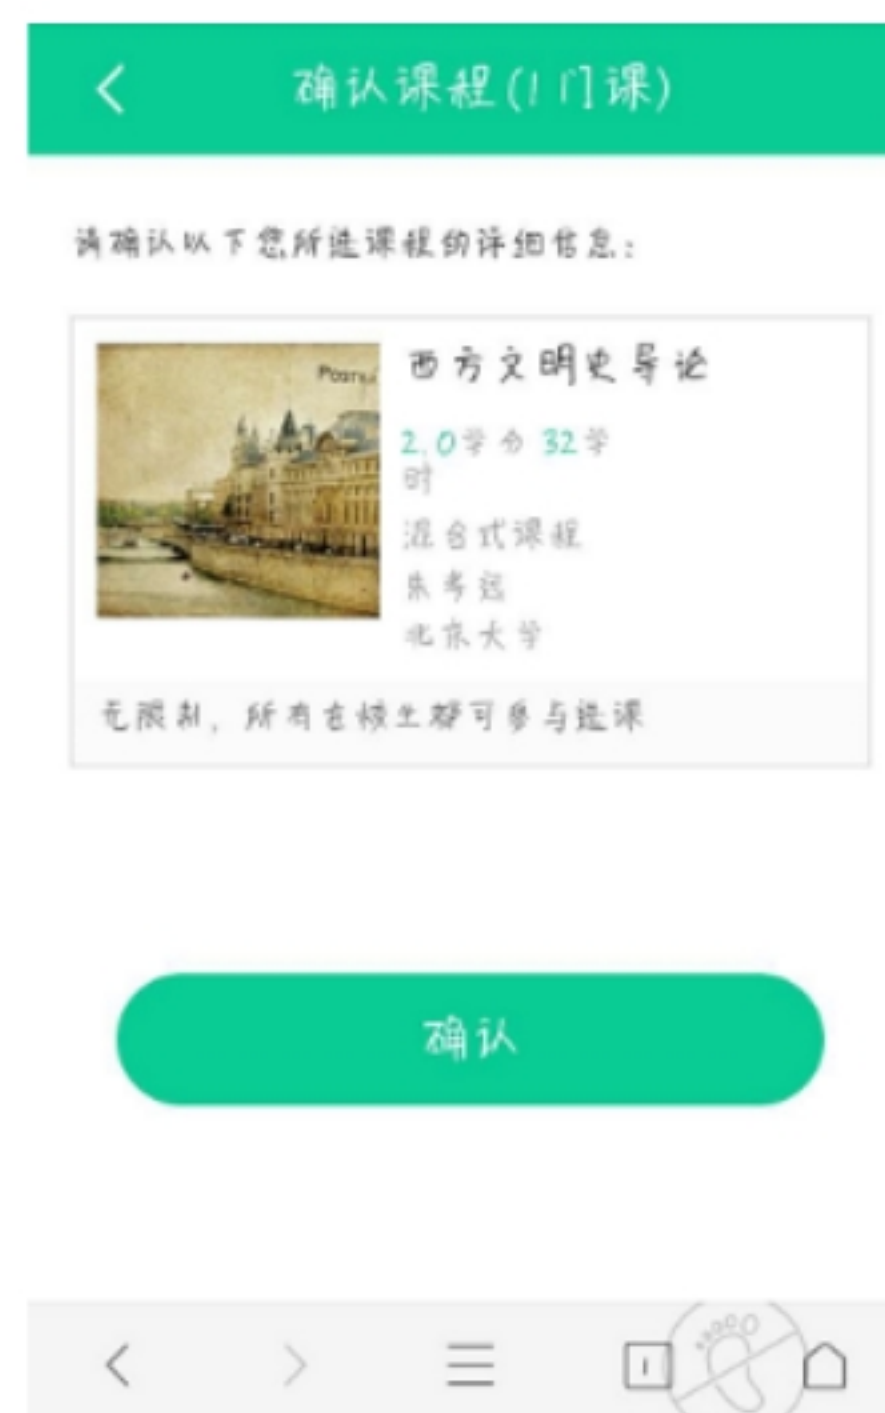 确认课程(1门课)
请确认以下您所选课程的详细信息:
西方文明史导论
2.0学分 32学
时
混合式课程
朱孝远
北京大学
无限制, 所有在校生都可参与选课
确认
1